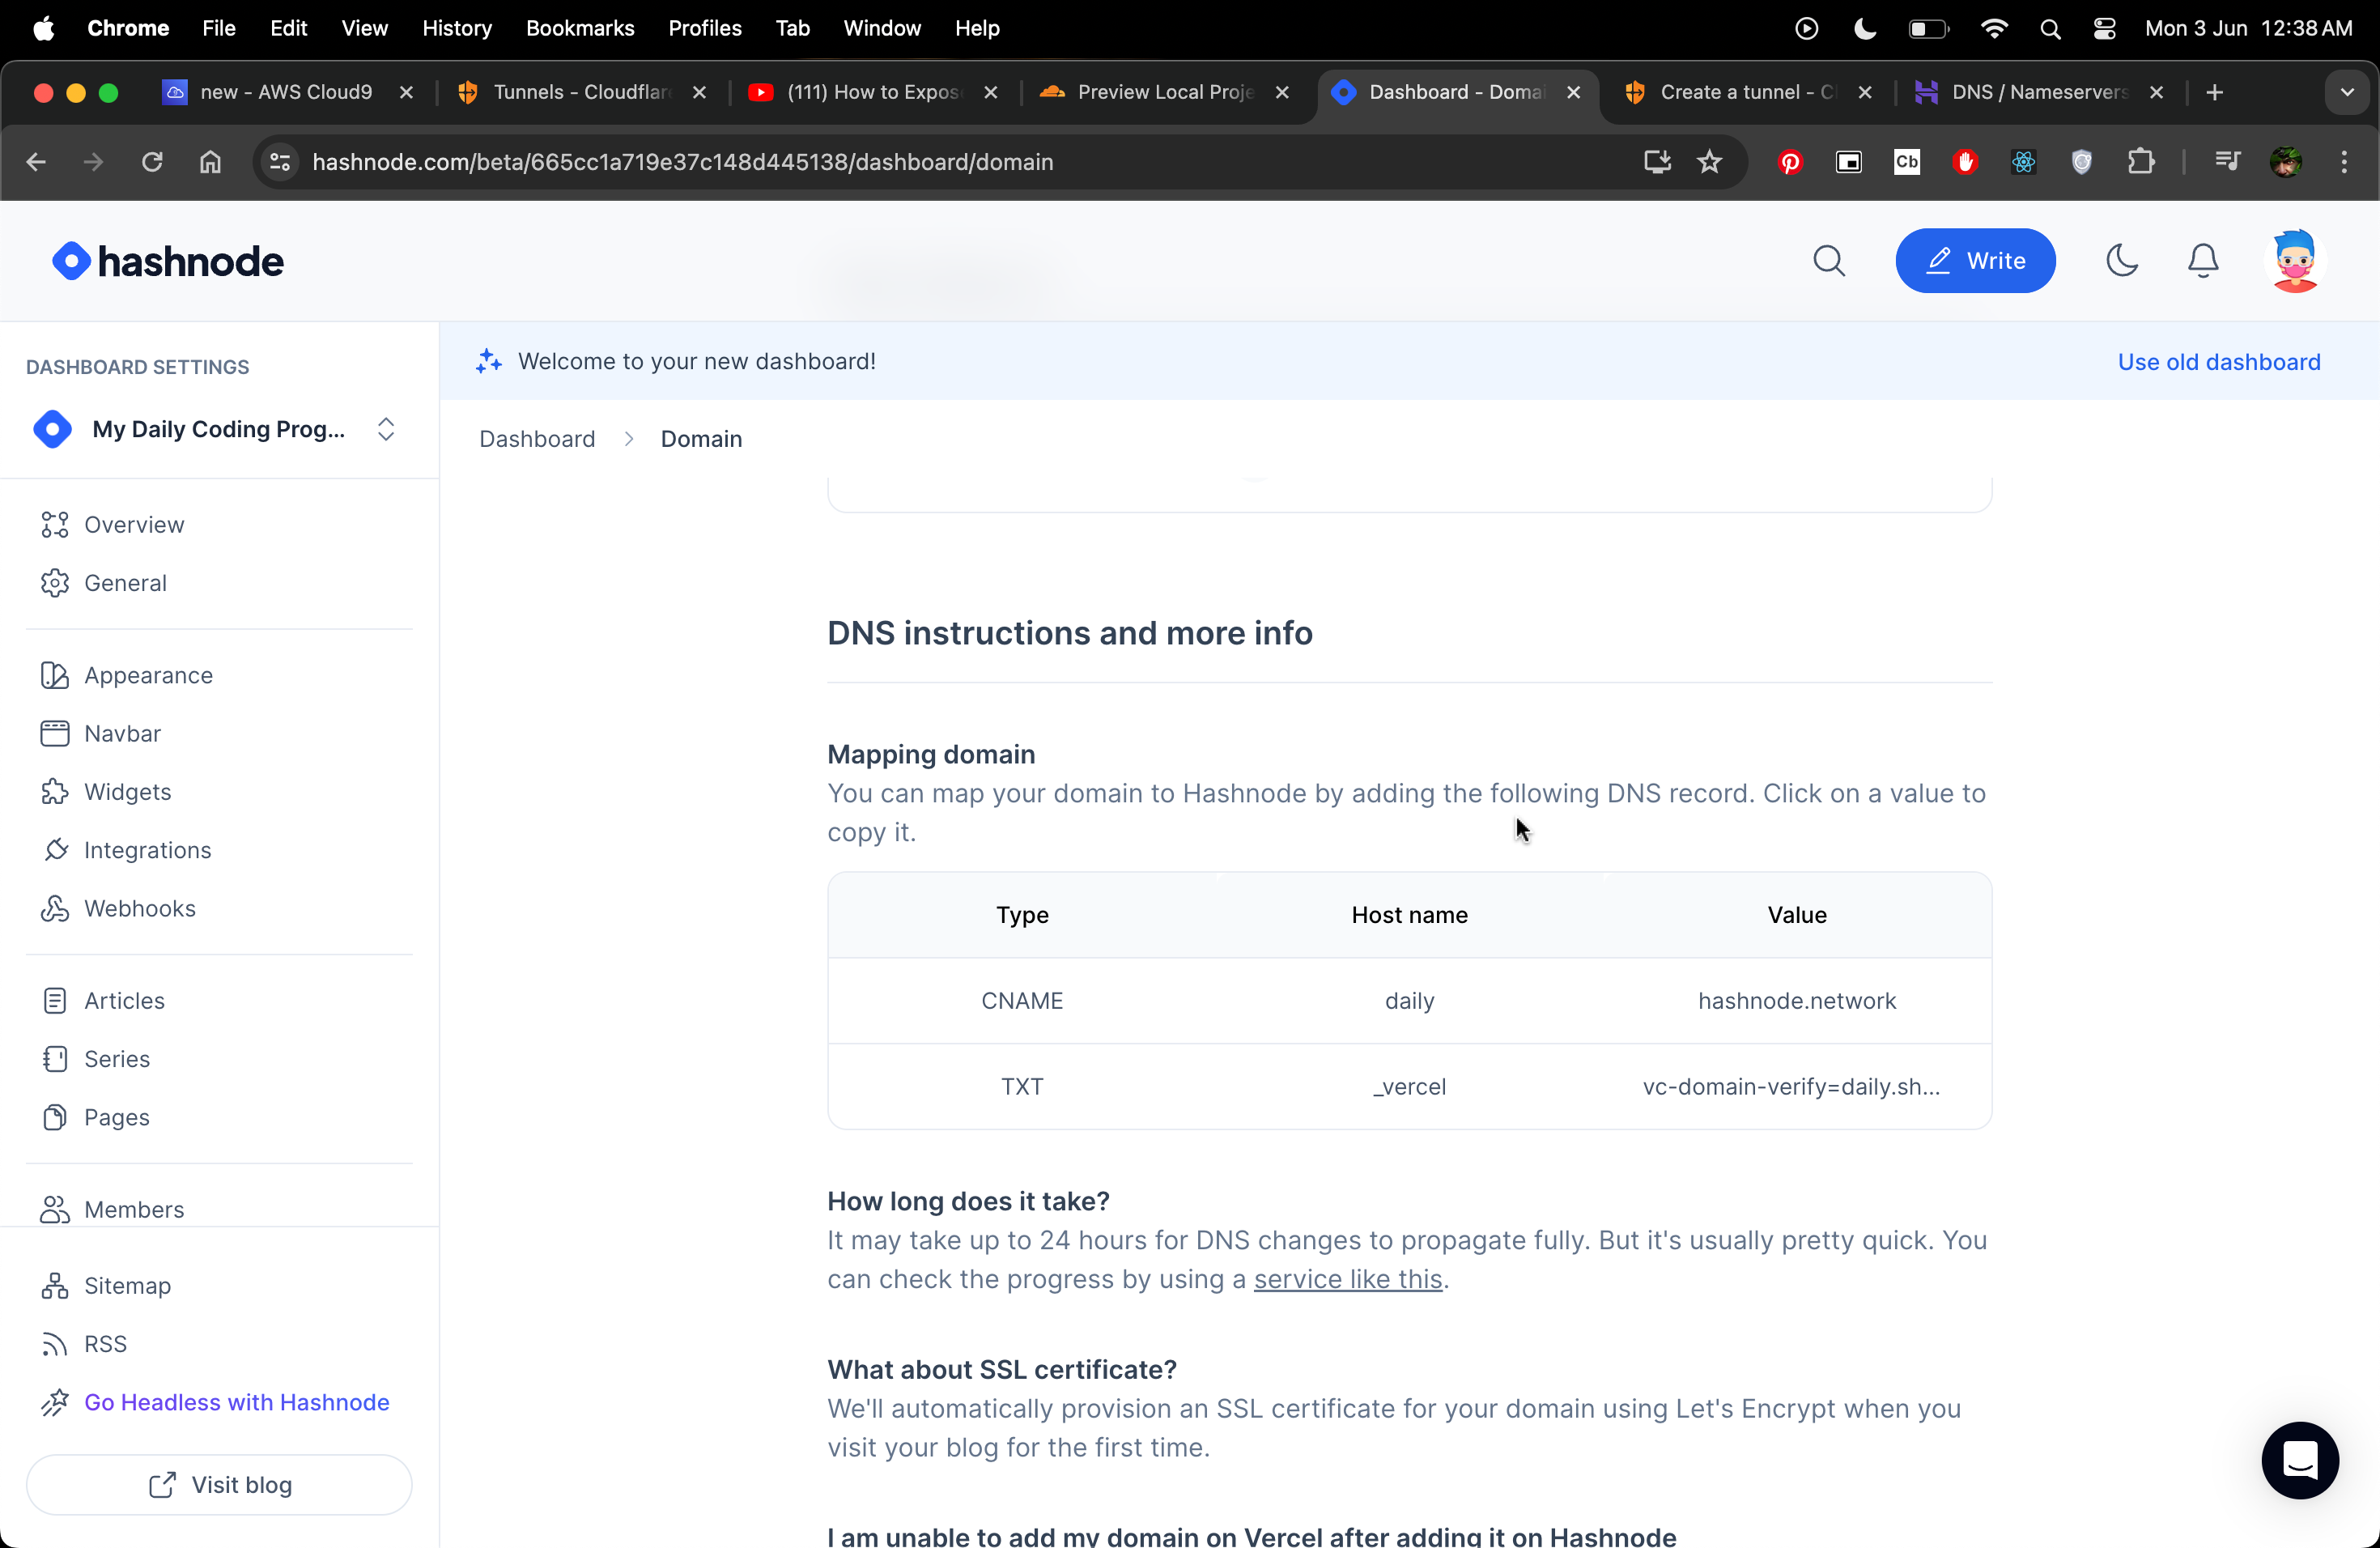 Chrome File Edit View History Bookmarks Profiles Tab Window Help Mon 3 Jun 12:38 AM
new - AWS Cloud9
Tunnels - Cloudflar
(111) How to Expos
Preview Local Proje
Dashboard - Domai
Create a tunnel - Cl
DNS / Nameservers
hashnode.com/beta/665cc1a719e37c148d445138/dashboard/domain
Cb
hashnode
Write
DASHBOARD SETTINGS
My Daily Coding Prog...
Overview
General
Appearance
Navbar
Widgets
Integrations
Webhooks
Articles
Series
Pages
Members
Sitemap
RSS
Go Headless with Hashnode
Visit blog
Welcome to your new dashboard!
Use old dashboard
Dashboard > Domain
DNS instructions and more info
Mapping domain
You can map your domain to Hashnode by adding the following DNS record. Click on a value to
copy it.
Type Host name Value
CNAME daily hashnode.network
TXT _vercel vc-domain-verify=daily.sh...
How long does it take?
It may take up to 24 hours for DNS changes to propagate fully. But it's usually pretty quick. You
can check the progress by using a service like this.
What about SSL certificate?
We'll automatically provision an SSL certificate for your domain using Let's Encrypt when you
visit your blog for the first time.
I am unable to add my domain on Vercel after adding it on Hashnode